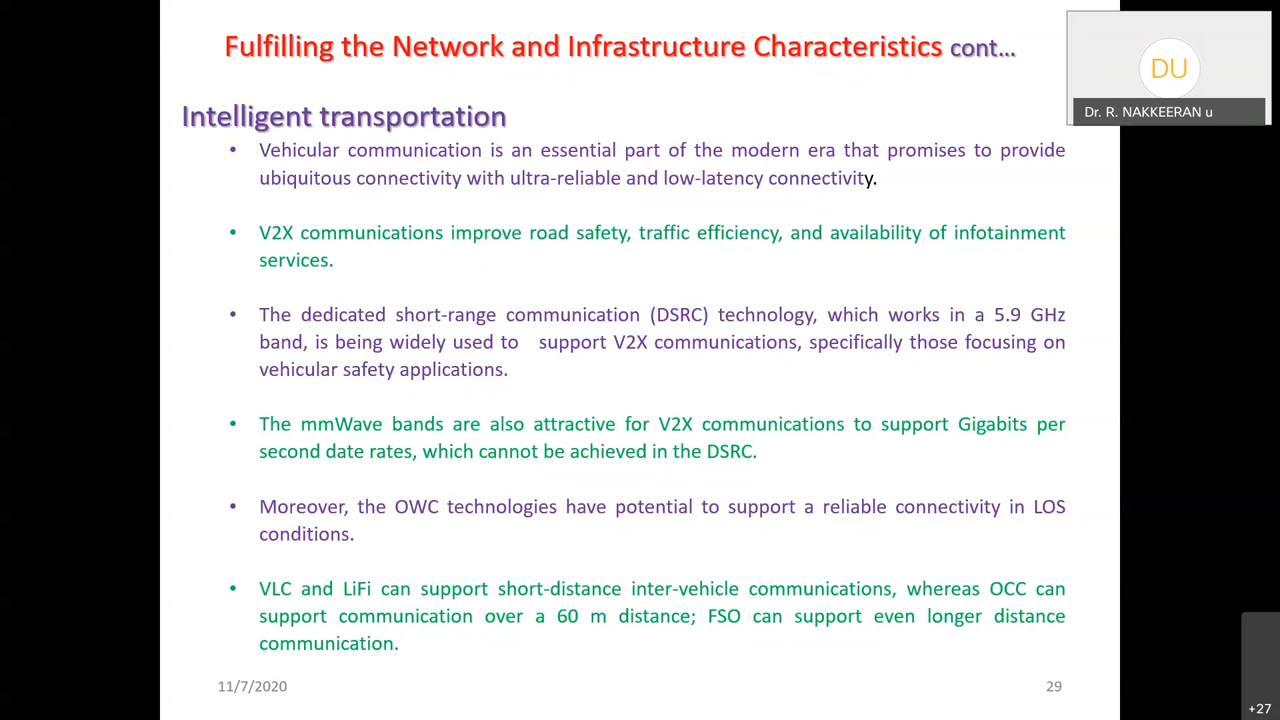 Fulfilling the Network and Infrastructure Characteristics cont...
DU
Dr. R. NAKKEERAN u
Intelligent transportation
• Vehicular communication is an essential part of the modern era that promises to provide
ubiquitous connectivity with ultra-reliable and low-latency connectivity.
• V2X communications improve road safety, traffic efficiency, and availability of infotainment
services.
• The dedicated short-range communication (DSRC) technology, which works in a 5.9 GHz
band, is being widely used to support V2X communications, specifically those focusing on
vehicular safety applications.
• The mmWave bands are also attractive for V2X communications to support Gigabits per
second date rates, which cannot be achieved in the DSRC.
• Moreover, the OWC technologies have potential to support a reliable connectivity in LOS
conditions.
• VLC and LiFi can support short-distance inter-vehicle communications, whereas OCC can
support communication over a 60 m distance; FSO can support even longer distance
communication.
11/7/2020
29
+27